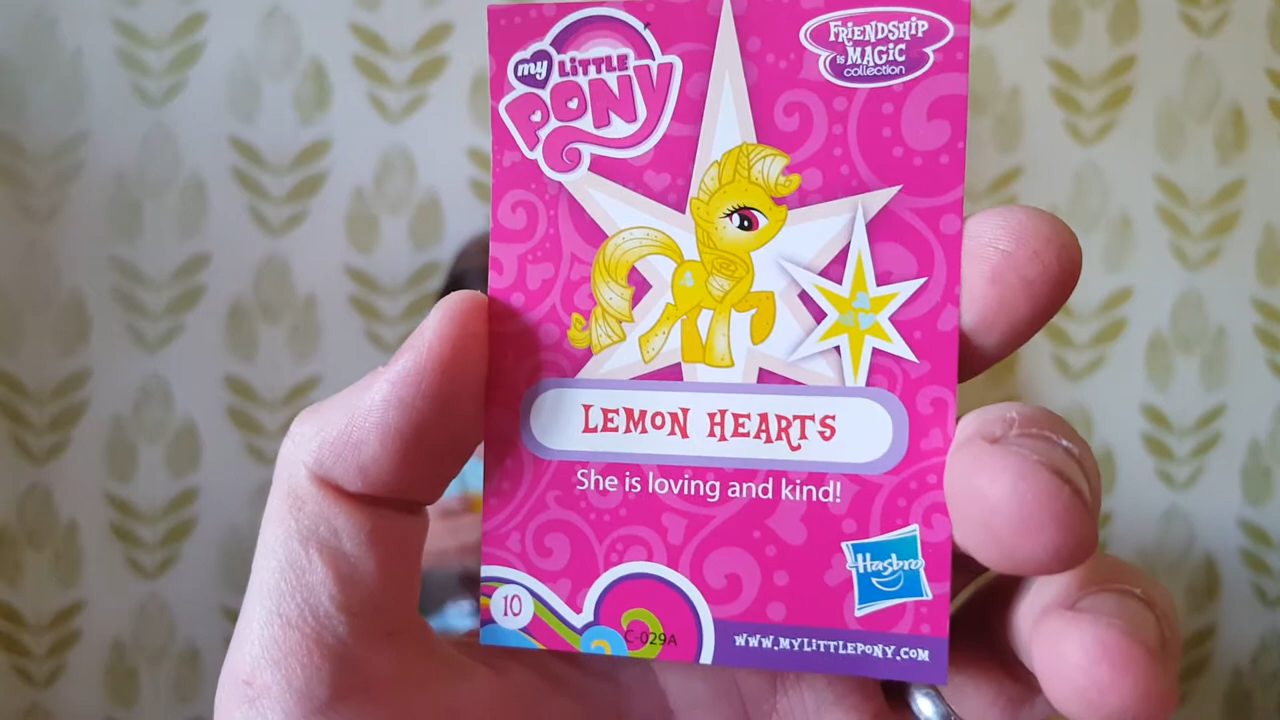 my LITTLE
PONY
FRIENDSHIP
IS MAGIC
collection
LEMON HEARTS
She is loving and kind!
Hasbro
10
C-029A
WWW.MYLITTLEPONY.COM